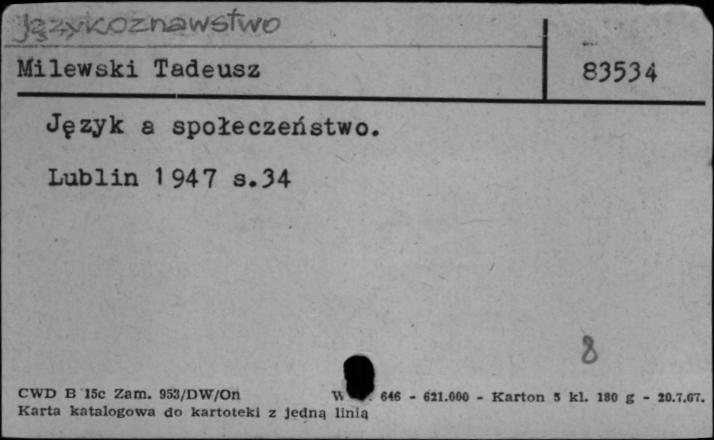 Językoznawstwo
Milewski Tadeusz
83534
Język a społeczeństwo.
Lublin 1947 s.34
8
CWD B 15c Zam. 953/DW/On 646 - 621.000 - Karton 5 kl. 180 g - 20.7.67.
Karta katalogowa do kartoteki z jedną linią